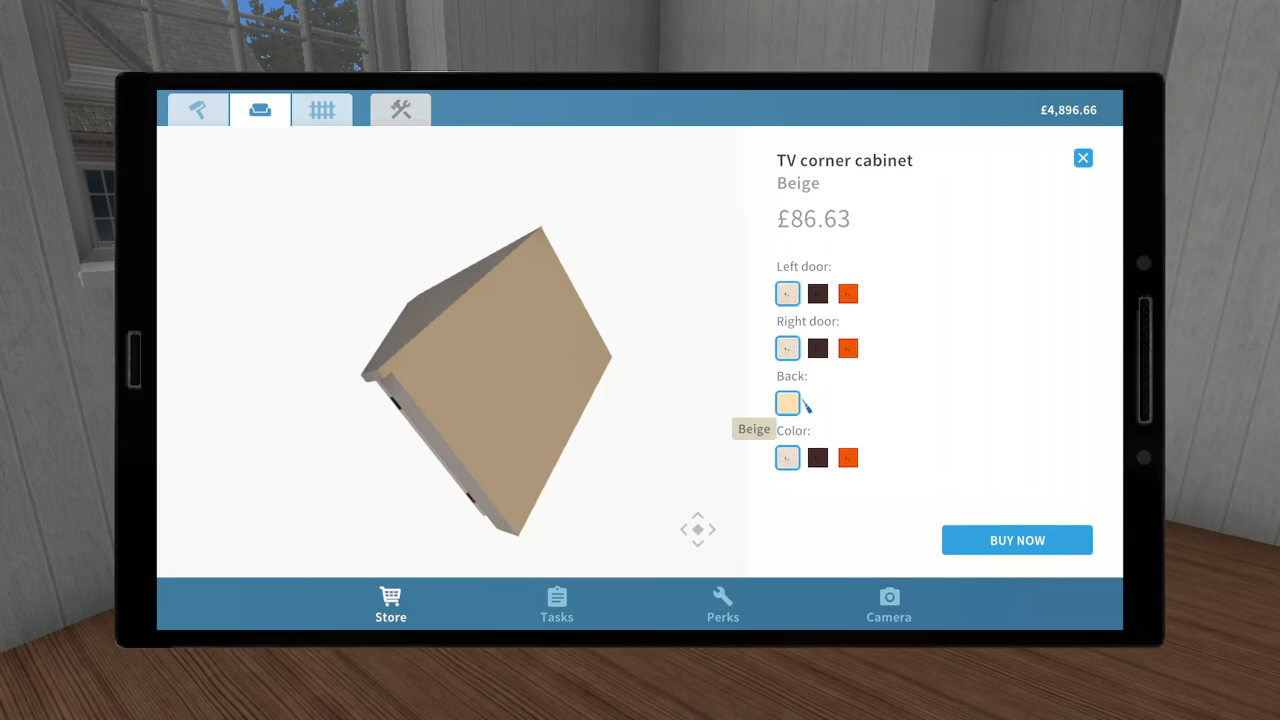 £4,896.66
TV corner cabinet
Beige
£86.63
Left door:
Right door:
Back:
Beige
Color:
BUY NOW
Store
Tasks
Perks
Camera